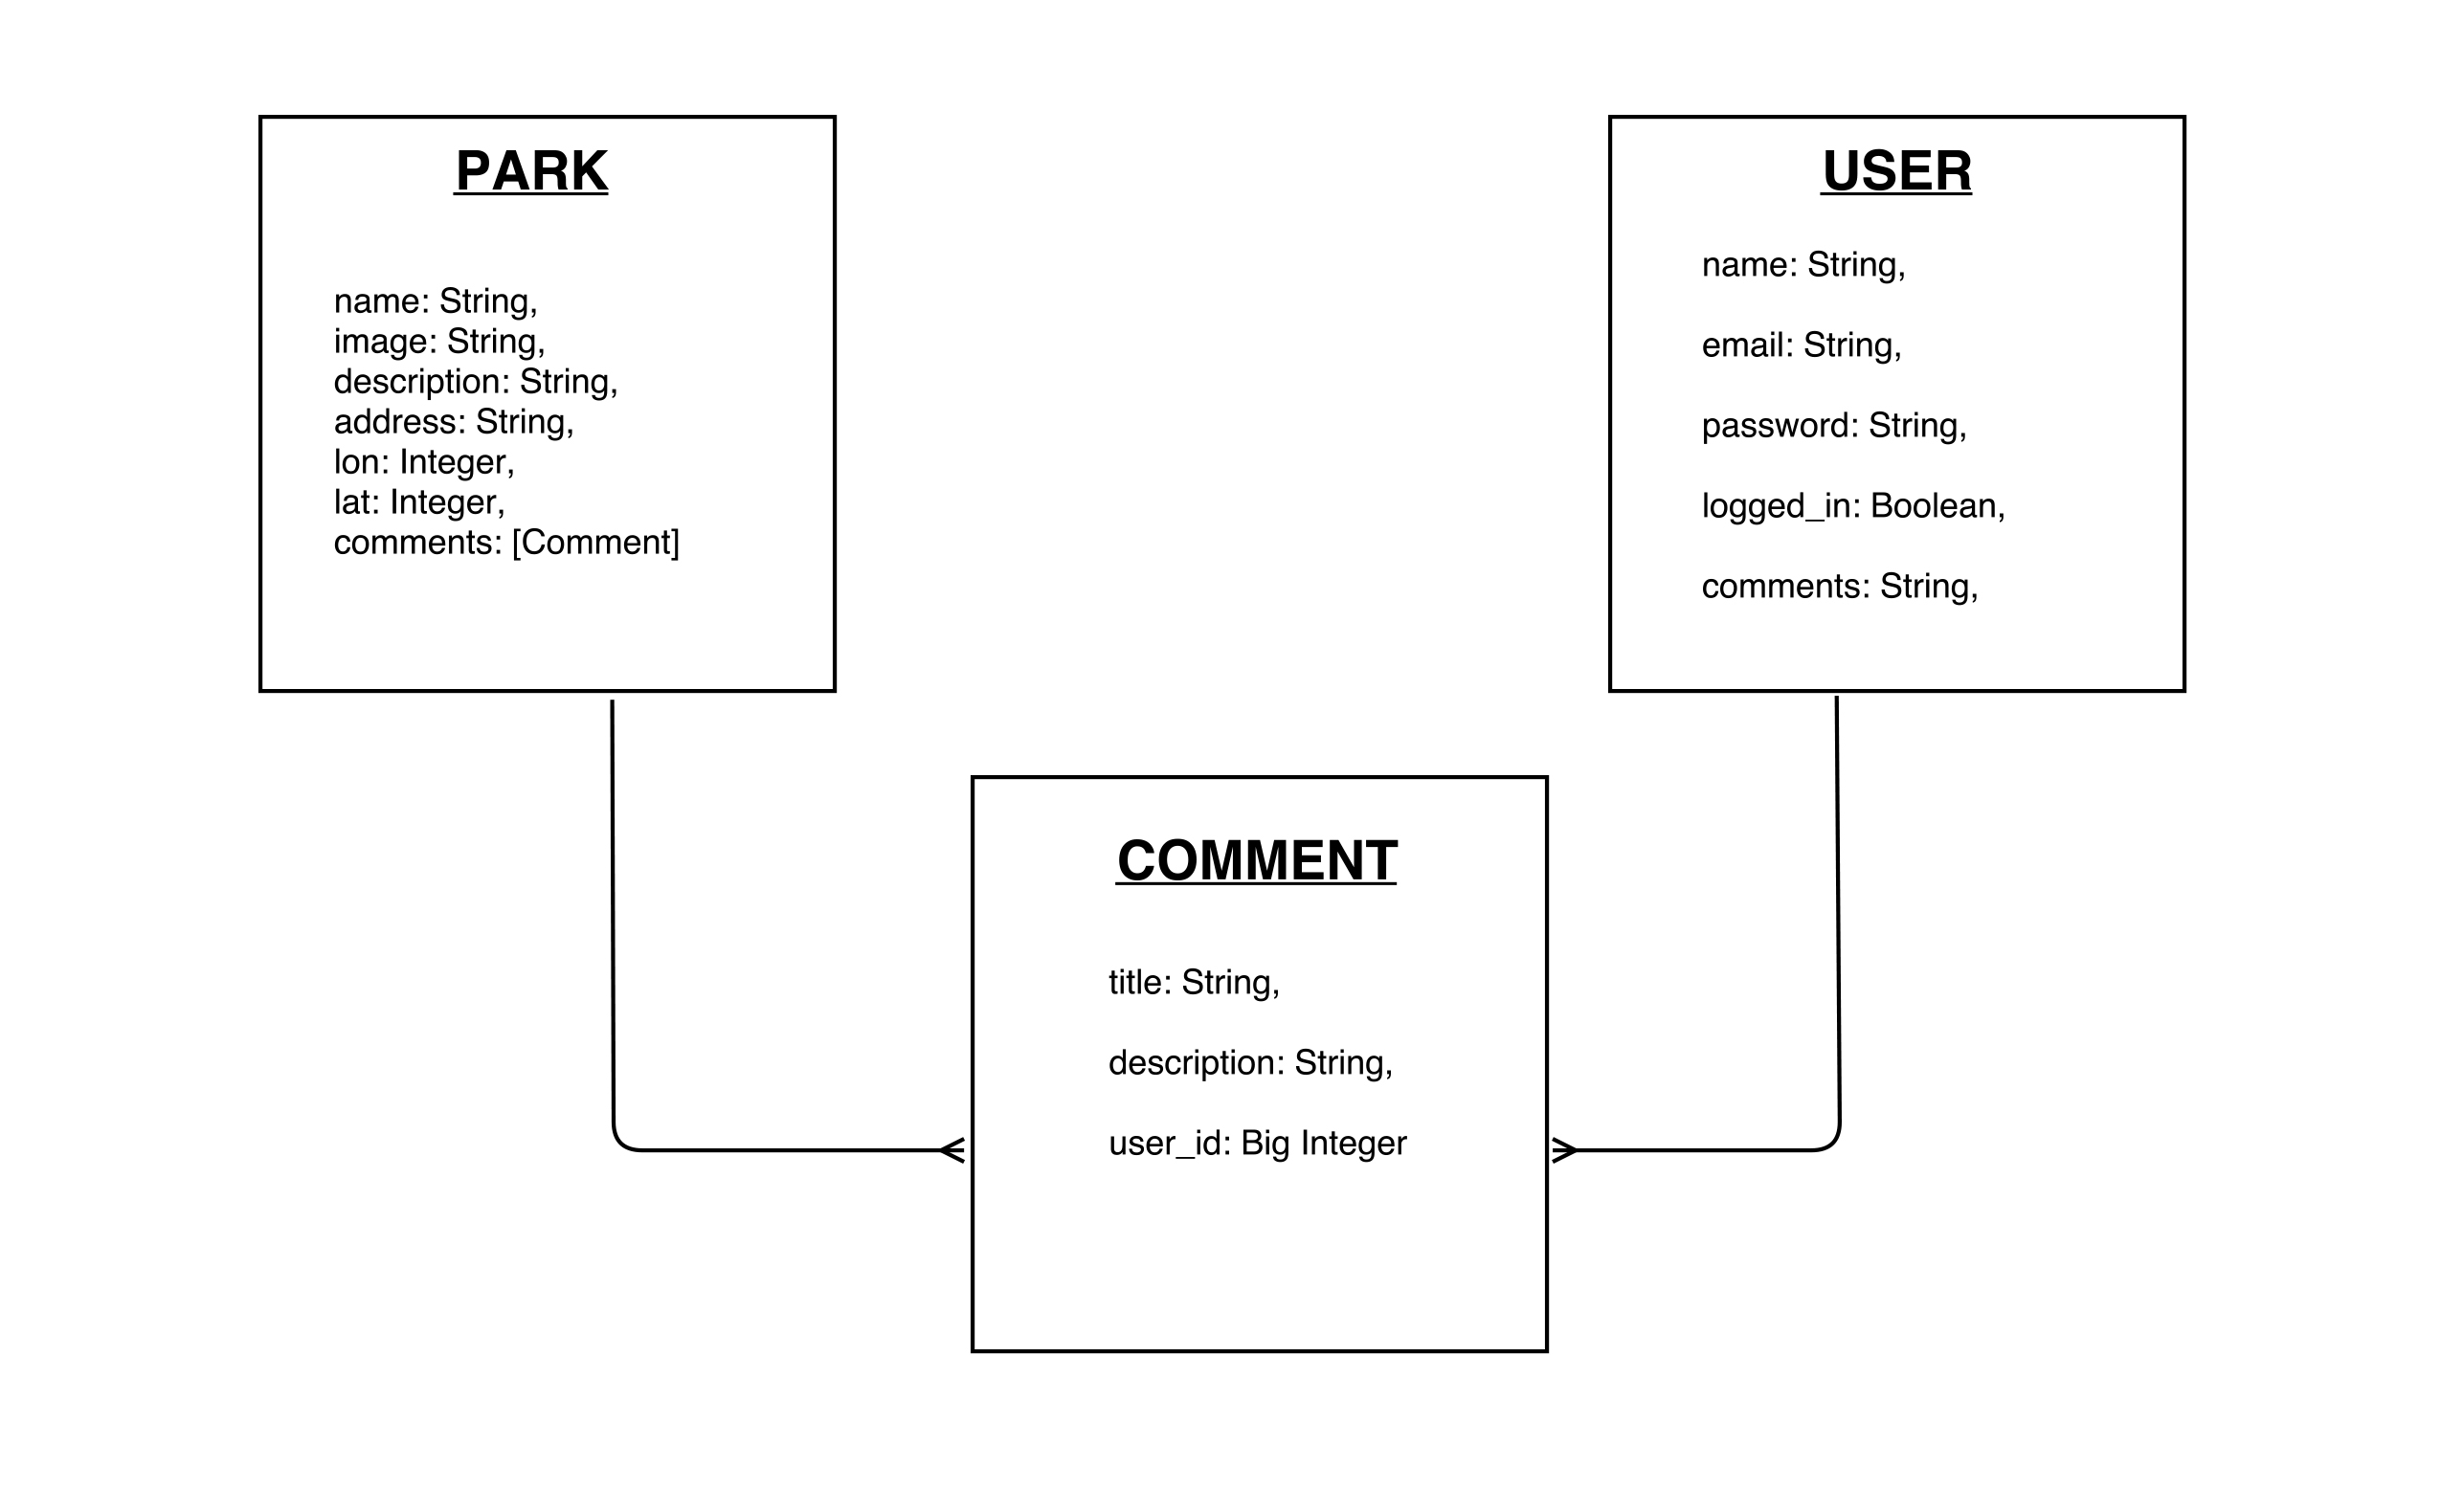 PARK
name: String,
image: String,
description: String,
address: String,
lon: Integer,
lat: Integer,
comments: [Comment]
USER
name: String,
email: String,
password: String,
logged_in: Boolean,
comments: String,
COMMENT
title: String,
description: String,
user_id: Big Integer